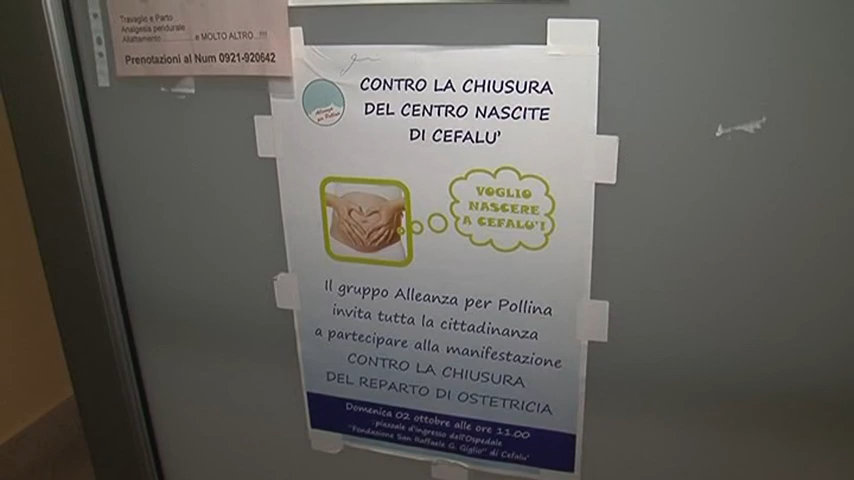 Travaglio e Parto
Analgesia peridurale
Allattamento ........... e MOLTO ALTRO ...!!!
Prenotazioni al Num 0921-920642
Alleanza
per Pollina
CONTRO LA CHIUSURA
DEL CENTRO NASCITE
DI CEFALU'
VOGLIO
NASCERE
A CEFALU'!
Il gruppo Alleanza per Pollina
invita tutta la cittadinanza
a partecipare alla manifestazione
CONTRO LA CHIUSURA
DEL REPARTO DI OSTETRICIA
Domenica 02 ottobre alle ore 11.00
piazzale d'ingresso dell'Ospedale
"Fondazione San Raffaele G. Giglio" di Cefalu'